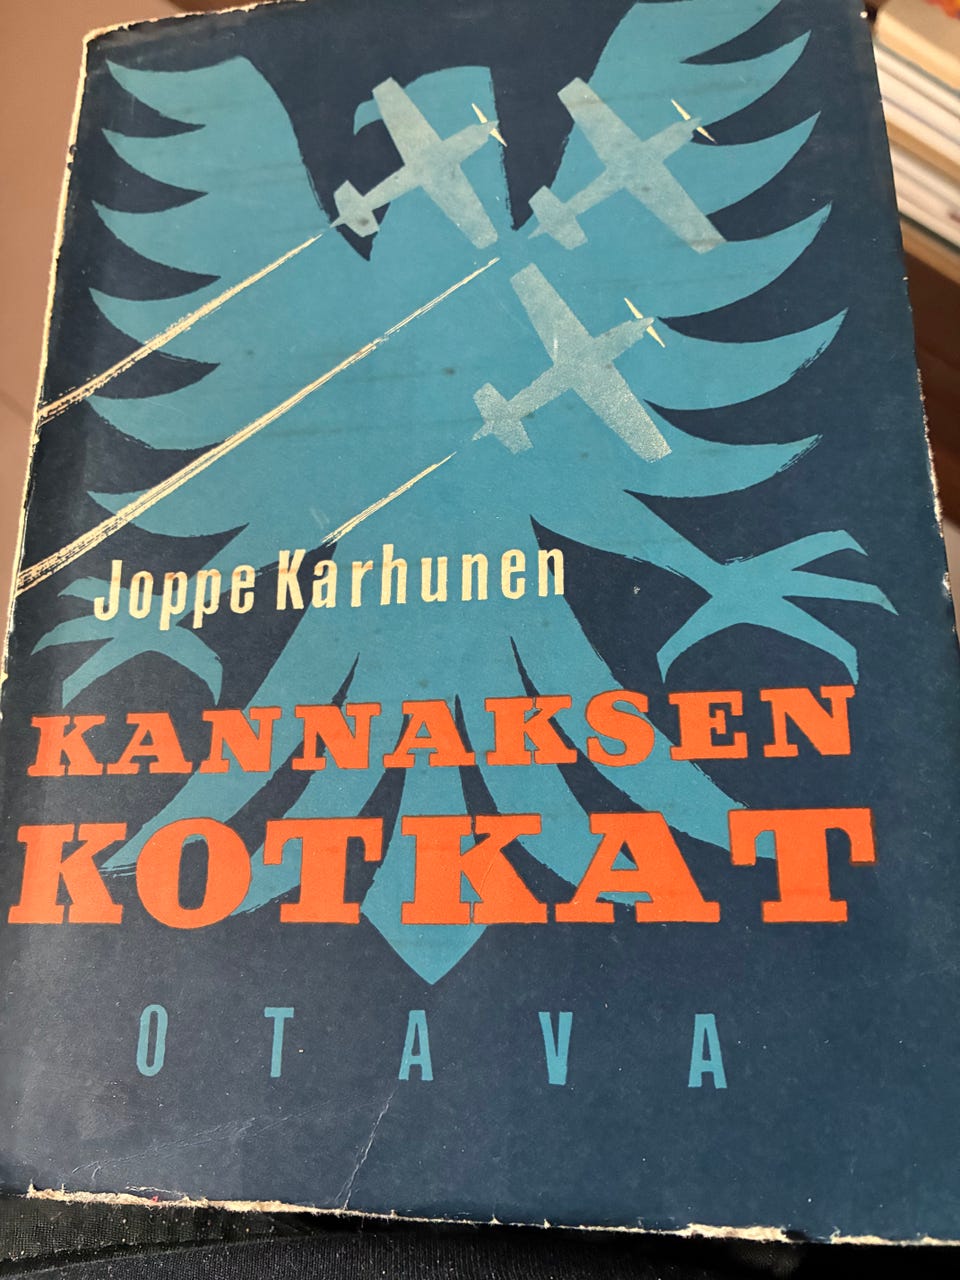 Joppe Karhunen
KANNAKSEN
KOTKAT
OTAVA